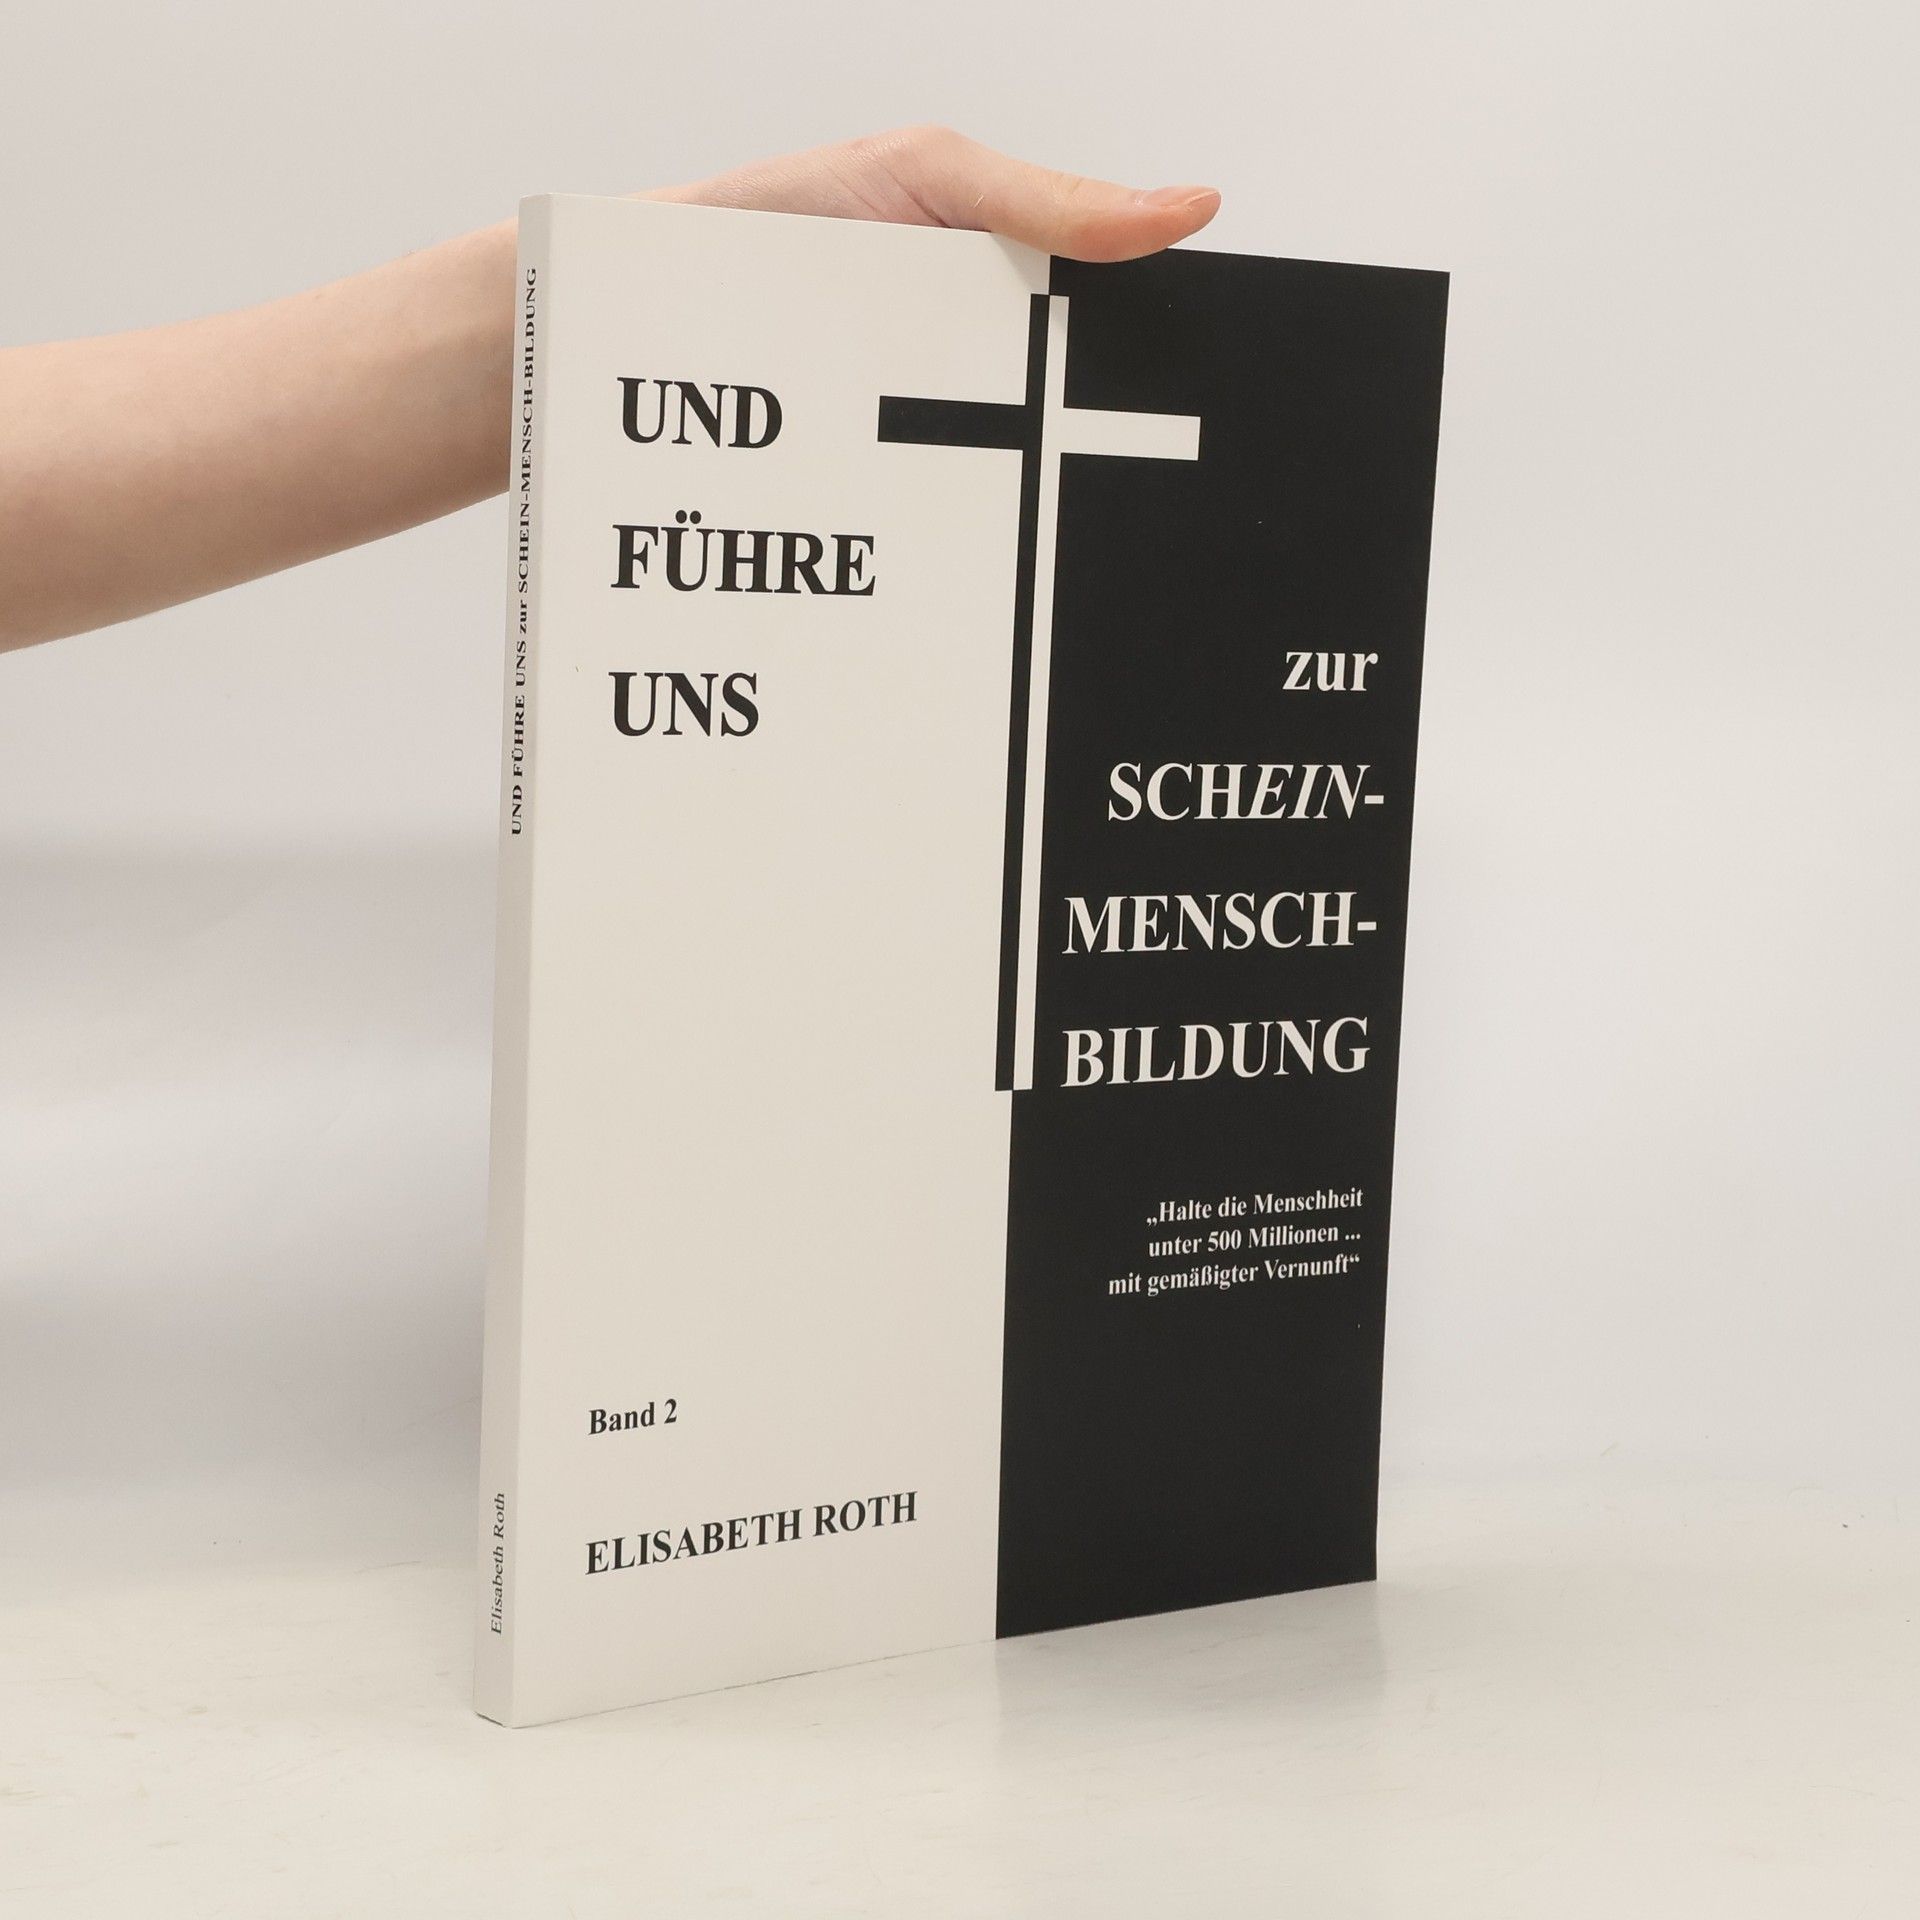 UND FÜHRE UNS zur SCHEIN-MENSCH-BILDUNG
Elisabeth Roth
UND
FÜHRE
UNS
zur
SCHEIN-
MENSCH-
BILDUNG
„Halte die Menschheit
unter 500 Millionen ...
mit gemäßigter Vernunft“
Band 2
ELISABETH ROTH